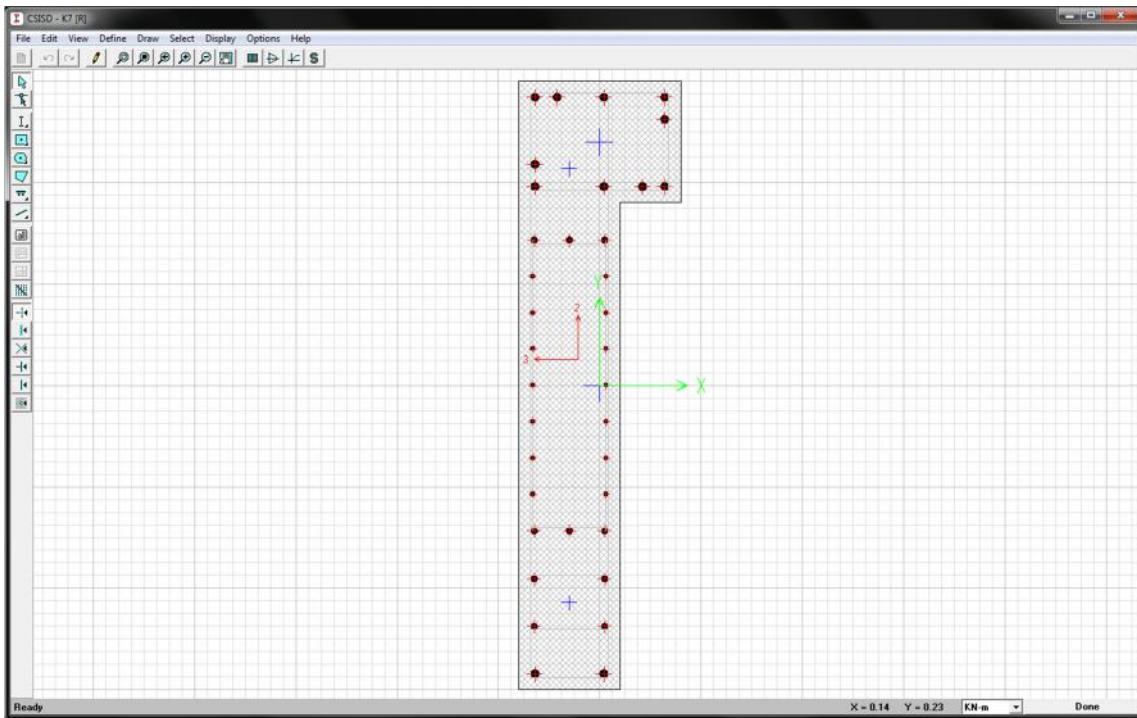 CSISD - K7 [R]
File Edit View Define Draw Select Display Options Help
S
Y
2
3
X
Ready X = 0.14 Y = 0.23 KN-m Done